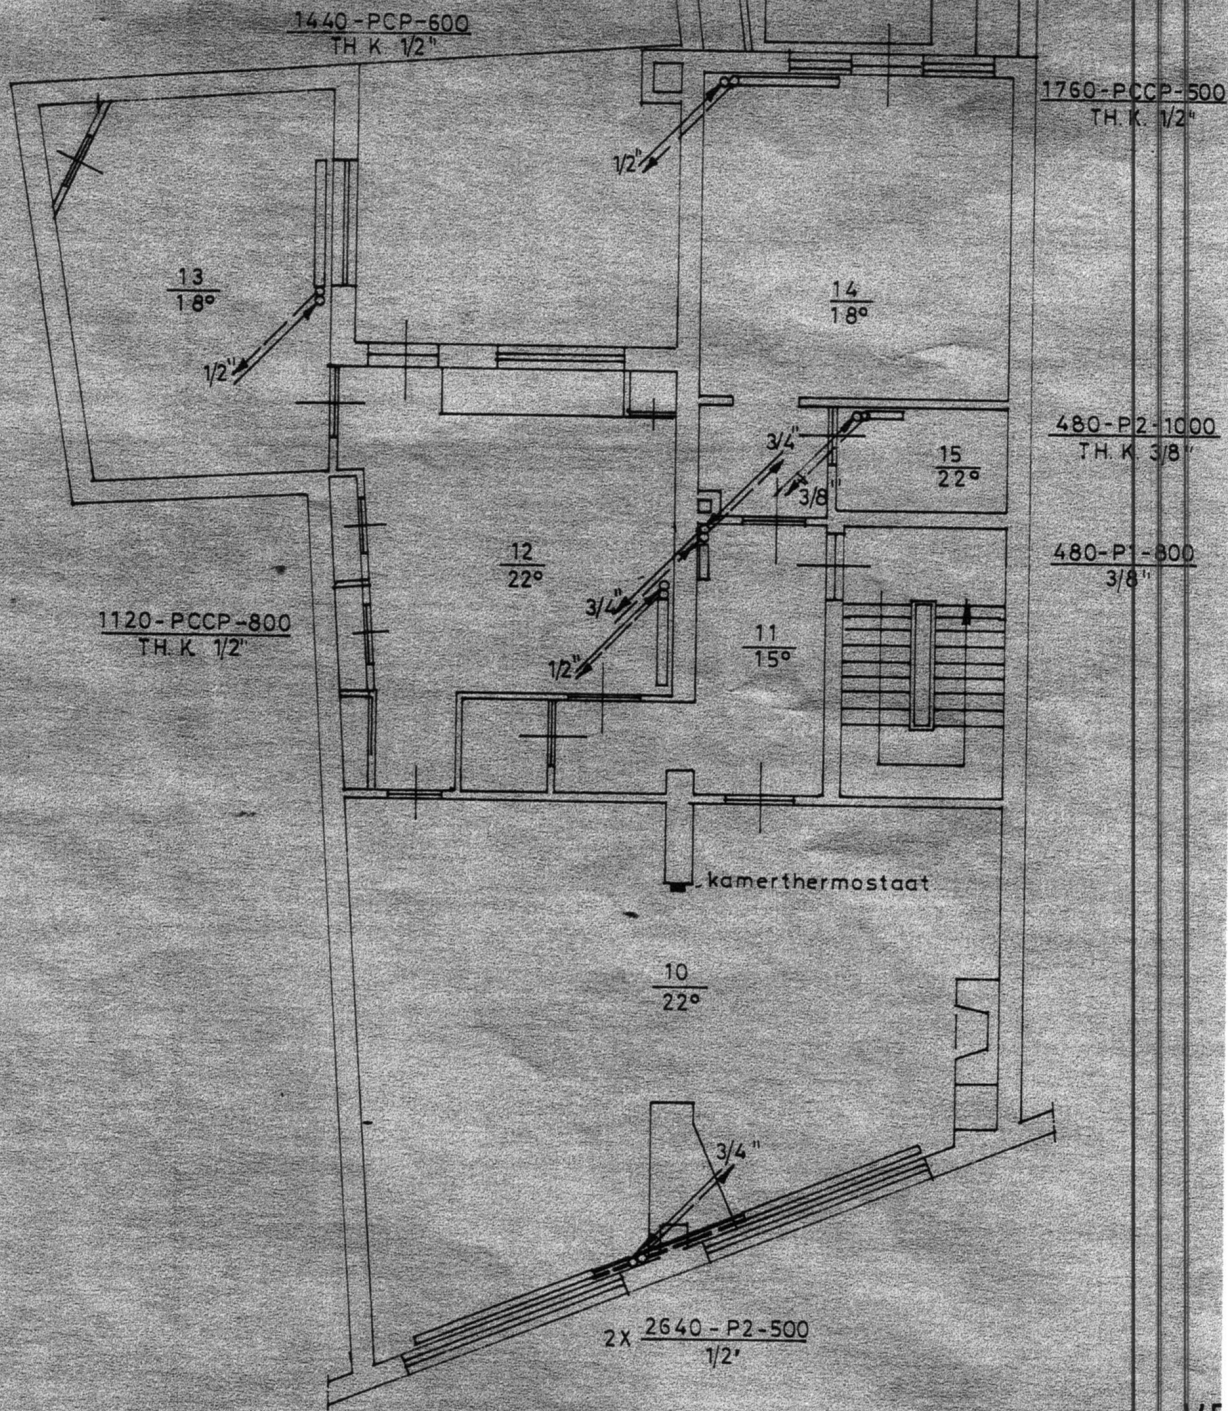 1440-PCP-600
TH K 1/2"
1760-PCCP-500
TH. K. 1/2"
1/2"
13
18°
14
18°
1/2"
3/4"
480-P2-1000
TH. K. 3/8"
15
22°
3/8"
12
22°
480-P1-800
3/8"
3/4"
1120-PCCP-800
TH. K. 1/2'
11
15°
1/2"
kamerthermostaat
10
22°
3/4"
2X 2640-P2-500
1/2'